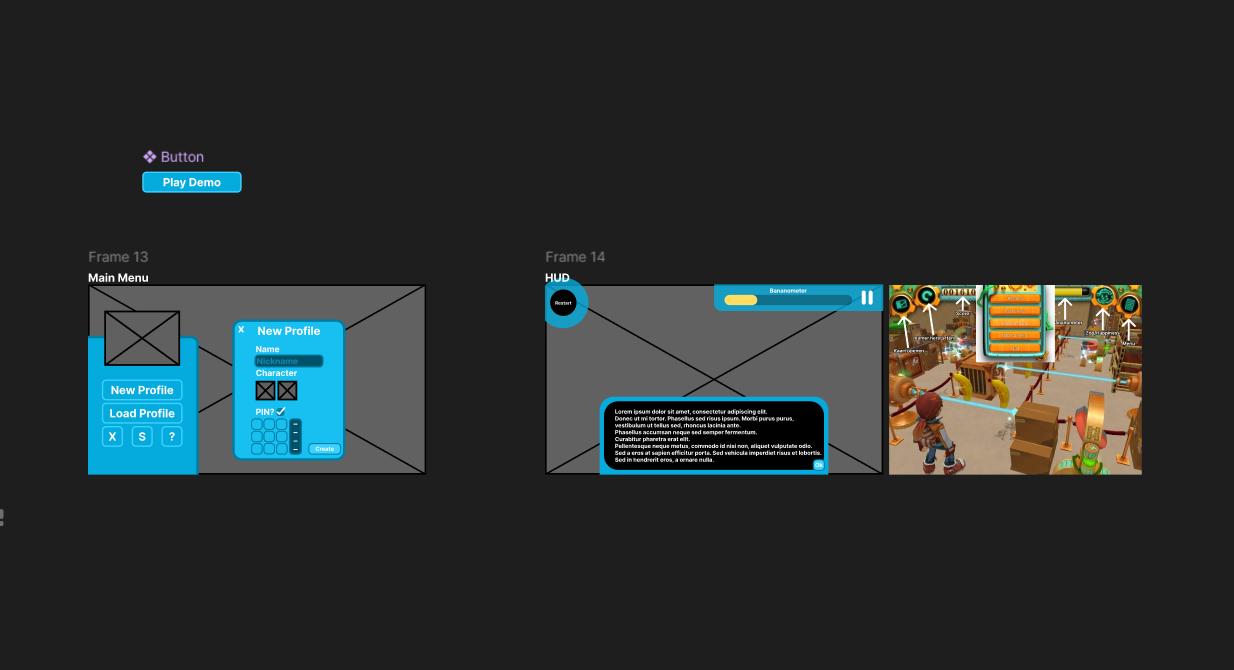 Button
Play Demo
Frame 13
Main Menu
New Profile
Load Profile
X
S
?
X
New Profile
Name
Nickname
Character
PIN?
Create
Frame 14
HUD
Restart
Bananometer
Lorem ipsum dolor sit amet, consectetur adipiscing elit.
Donec ut mi tortor. Phasellus sed risus ipsum. Morbi purus purus,
vestibulum ut tellus sed, rhoncus lacinia ante.
Phasellus accumsan neque sed semper fermentum.
Curabitur pharetra erat elit.
Pellentesque neque metus, commodo id nisi non, aliquet vulputate odio.
Sed a eros at sapien efficitur porta. Sed vehicula imperdiet risus et lobortis.
Sed in hendrerit eros, a ornare nulla.
Ok
Score
Bananometer
Kaart openen
Menu